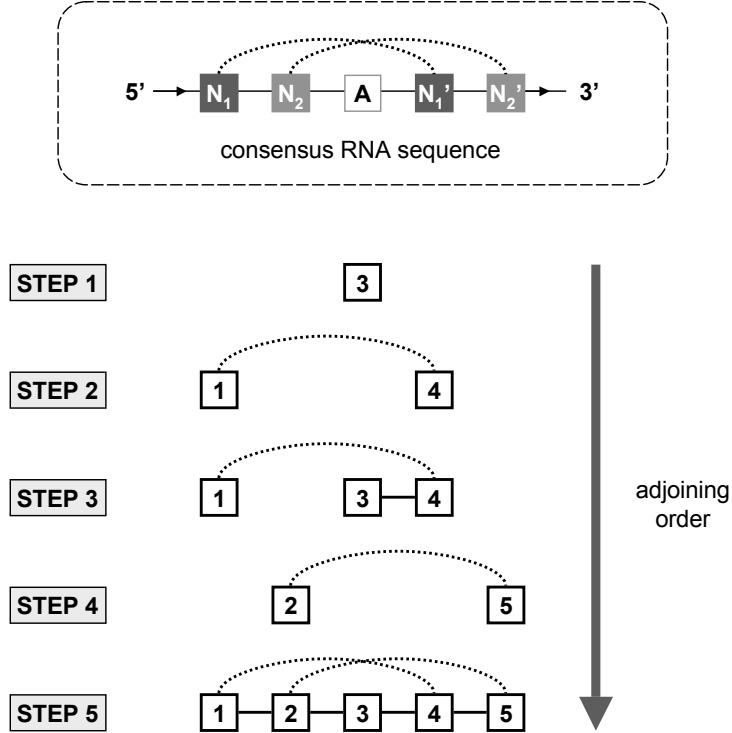 5’ N1 N2 A N1’ N2’ 3’
consensus RNA sequence
STEP 1 3
STEP 2 1 4
STEP 3 1 3 4
adjoining
order
STEP 4 2 5
STEP 5 1 2 3 4 5